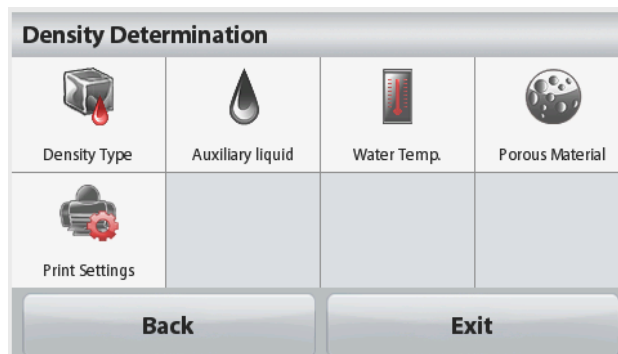 Density Determination
Density Type
Auxiliary liquid
Water Temp.
Porous Material
Print Settings
Back
Exit